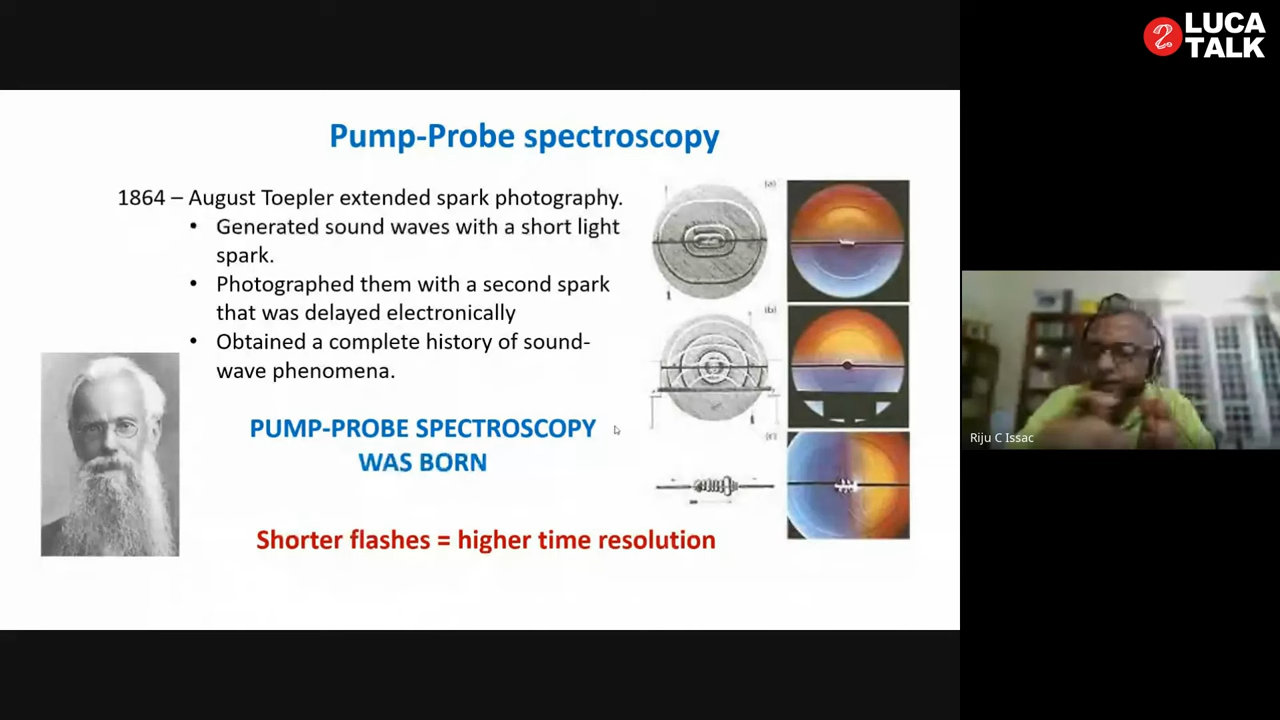 LUCA
TALK
Pump-Probe spectroscopy
1864 – August Toepler extended spark photography.
• Generated sound waves with a short light
spark.
• Photographed them with a second spark
that was delayed electronically
• Obtained a complete history of sound-
wave phenomena.
PUMP-PROBE SPECTROSCOPY
WAS BORN
Shorter flashes = higher time resolution
(a)
(b)
(c)
Riju C Issac